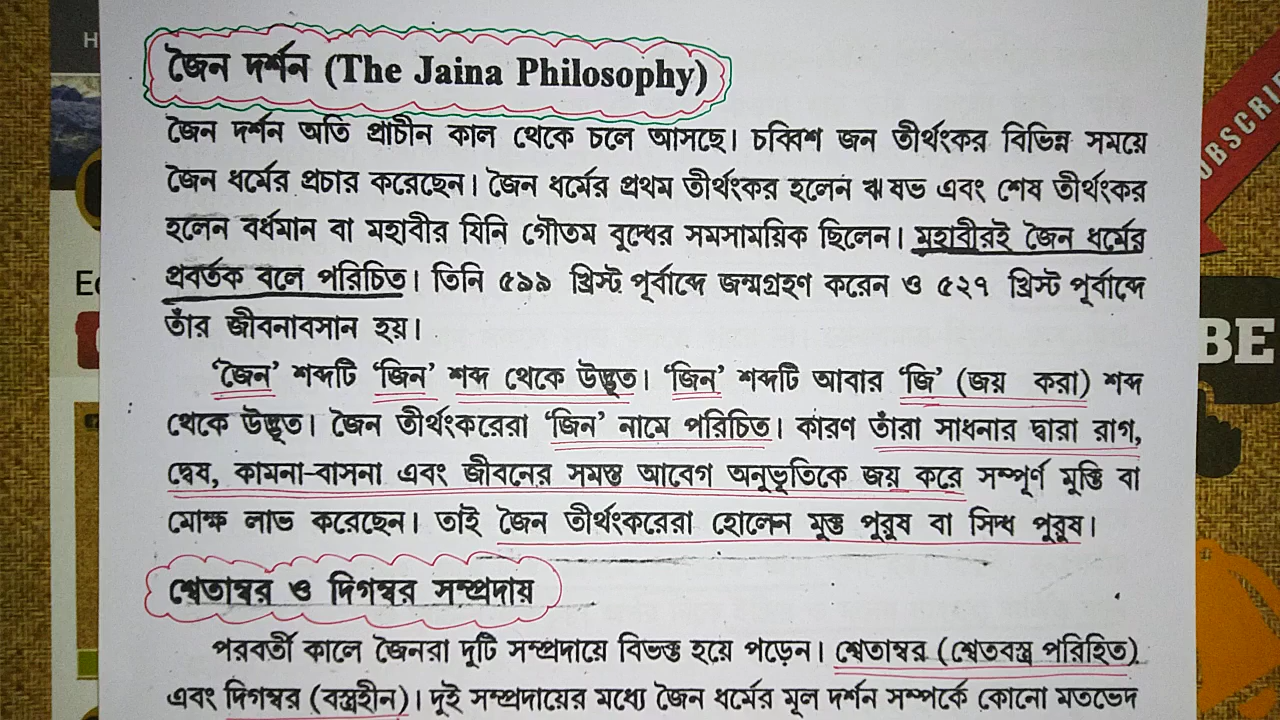 জৈন দর্শন (The Jaina Philosophy)
জৈন দর্শন অতি প্রাচীন কাল থেকে চলে আসছে। চব্বিশ জন তীর্থংকর বিভিন্ন সময়ে
জৈন ধর্মের প্রচার করেছেন। জৈন ধর্মের প্রথম তীর্থংকর হলেন ঋষভ এবং শেষ তীর্থংকর
হলেন বর্ধমান বা মহাবীর যিনি গৌতম বুদ্ধের সমসাময়িক ছিলেন। মহাবীরই জৈন ধর্মের
প্রবর্তক বলে পরিচিত। তিনি ৫৯৯ খ্রিস্ট পূর্বাব্দে জন্মগ্রহণ করেন ও ৫২৭ খ্রিস্ট পূর্বাব্দে
তাঁর জীবনাবসান হয়।
‘জৈন’ শব্দটি ‘জিন’ শব্দ থেকে উদ্ভূত। ‘জিন’ শব্দটি আবার ‘জি’ (জয় করা) শব্দ
থেকে উদ্ভূত। জৈন তীর্থংকরেরা ‘জিন’ নামে পরিচিত। কারণ তাঁরা সাধনার দ্বারা রাগ,
দ্বেষ, কামনা-বাসনা এবং জীবনের সমস্ত আবেগ অনুভূতিকে জয় করে সম্পূর্ণ মুক্তি বা
মোক্ষ লাভ করেছেন। তাই জৈন তীর্থংকরেরা হোলেন মুক্ত পুরুষ বা সিদ্ধ পুরুষ।
শ্বেতাম্বর ও দিগম্বর সম্প্রদায়
পরবর্তী কালে জৈনরা দুটি সম্প্রদায়ে বিভক্ত হয়ে পড়েন। শ্বেতাম্বর (শ্বেতবস্ত্র পরিহিত)
এবং দিগম্বর (বস্ত্রহীন)। দুই সম্প্রদায়ের মধ্যে জৈন ধর্মের মূল দর্শন সম্পর্কে কোনো মতভেদ